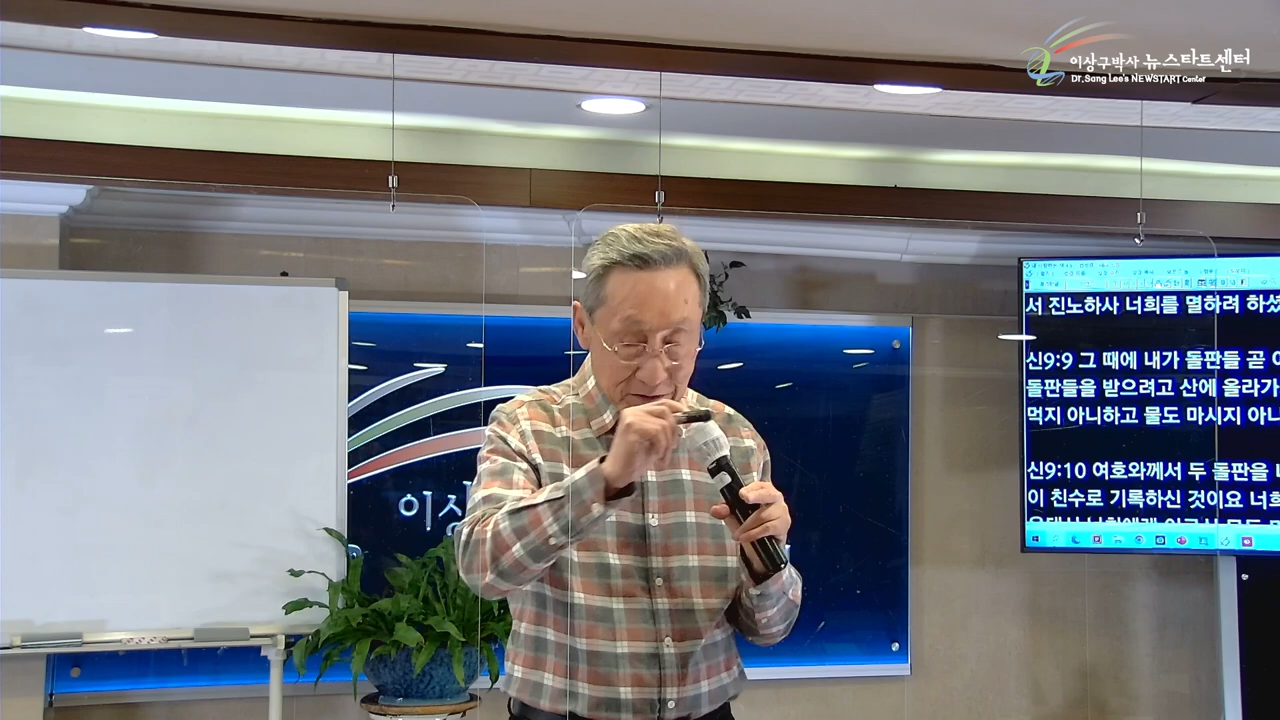 이상구박사 뉴스타트센터
Dr. Sang Lee's NEWSTART Center
서 진노하사 너희를 멸하려 하셨
신9:9 그 때에 내가 돌판들 곧
돌판들을 받으려고 산에 올라가
먹지 아니하고 물도 마시지 아니
신9:10 여호와께서 두 돌판을
이 친수로 기록하신 것이요 너희
이상